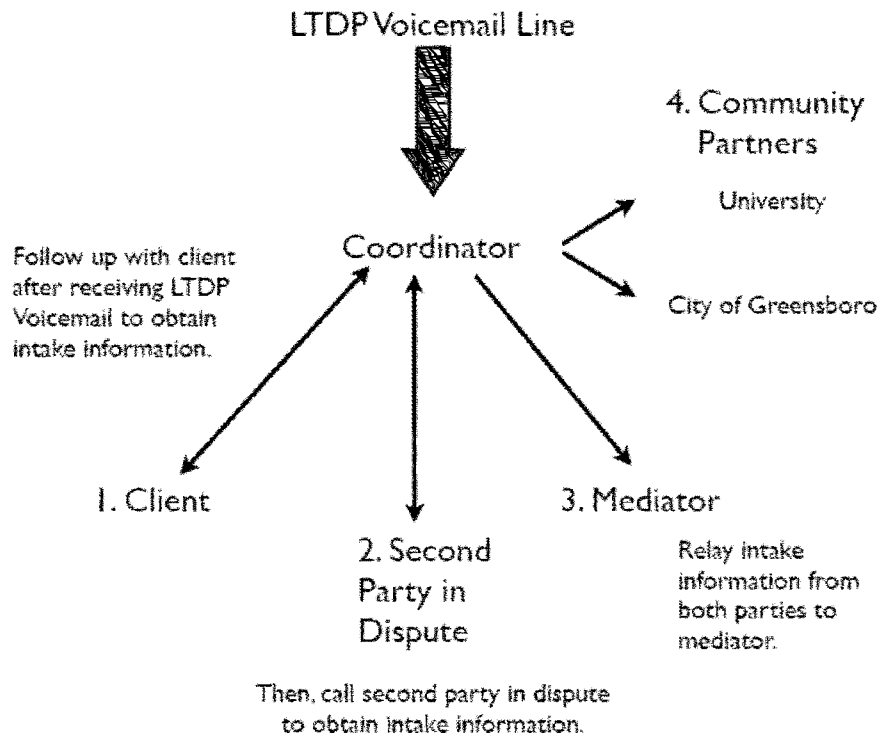 LTDP Voicemail Line
4. Community
Partners
University
Coordinator
City of Greensboro
Follow up with client
after receiving LTDP
Voicemail to obtain
intake information.
1. Client
2. Second
Party in
Dispute
3. Mediator
Relay intake
information from
both parties to
mediator.
Then, call second party in dispute
to obtain intake information.